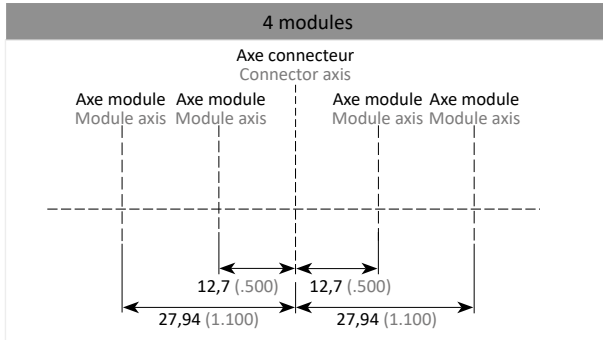 4 modules
Axe connecteur
Connector axis
Axe module Axe module Axe module Axe module
Module axis Module axis Module axis Module axis
12,7 (.500) 12,7 (.500)
27,94 (1.100) 27,94 (1.100)